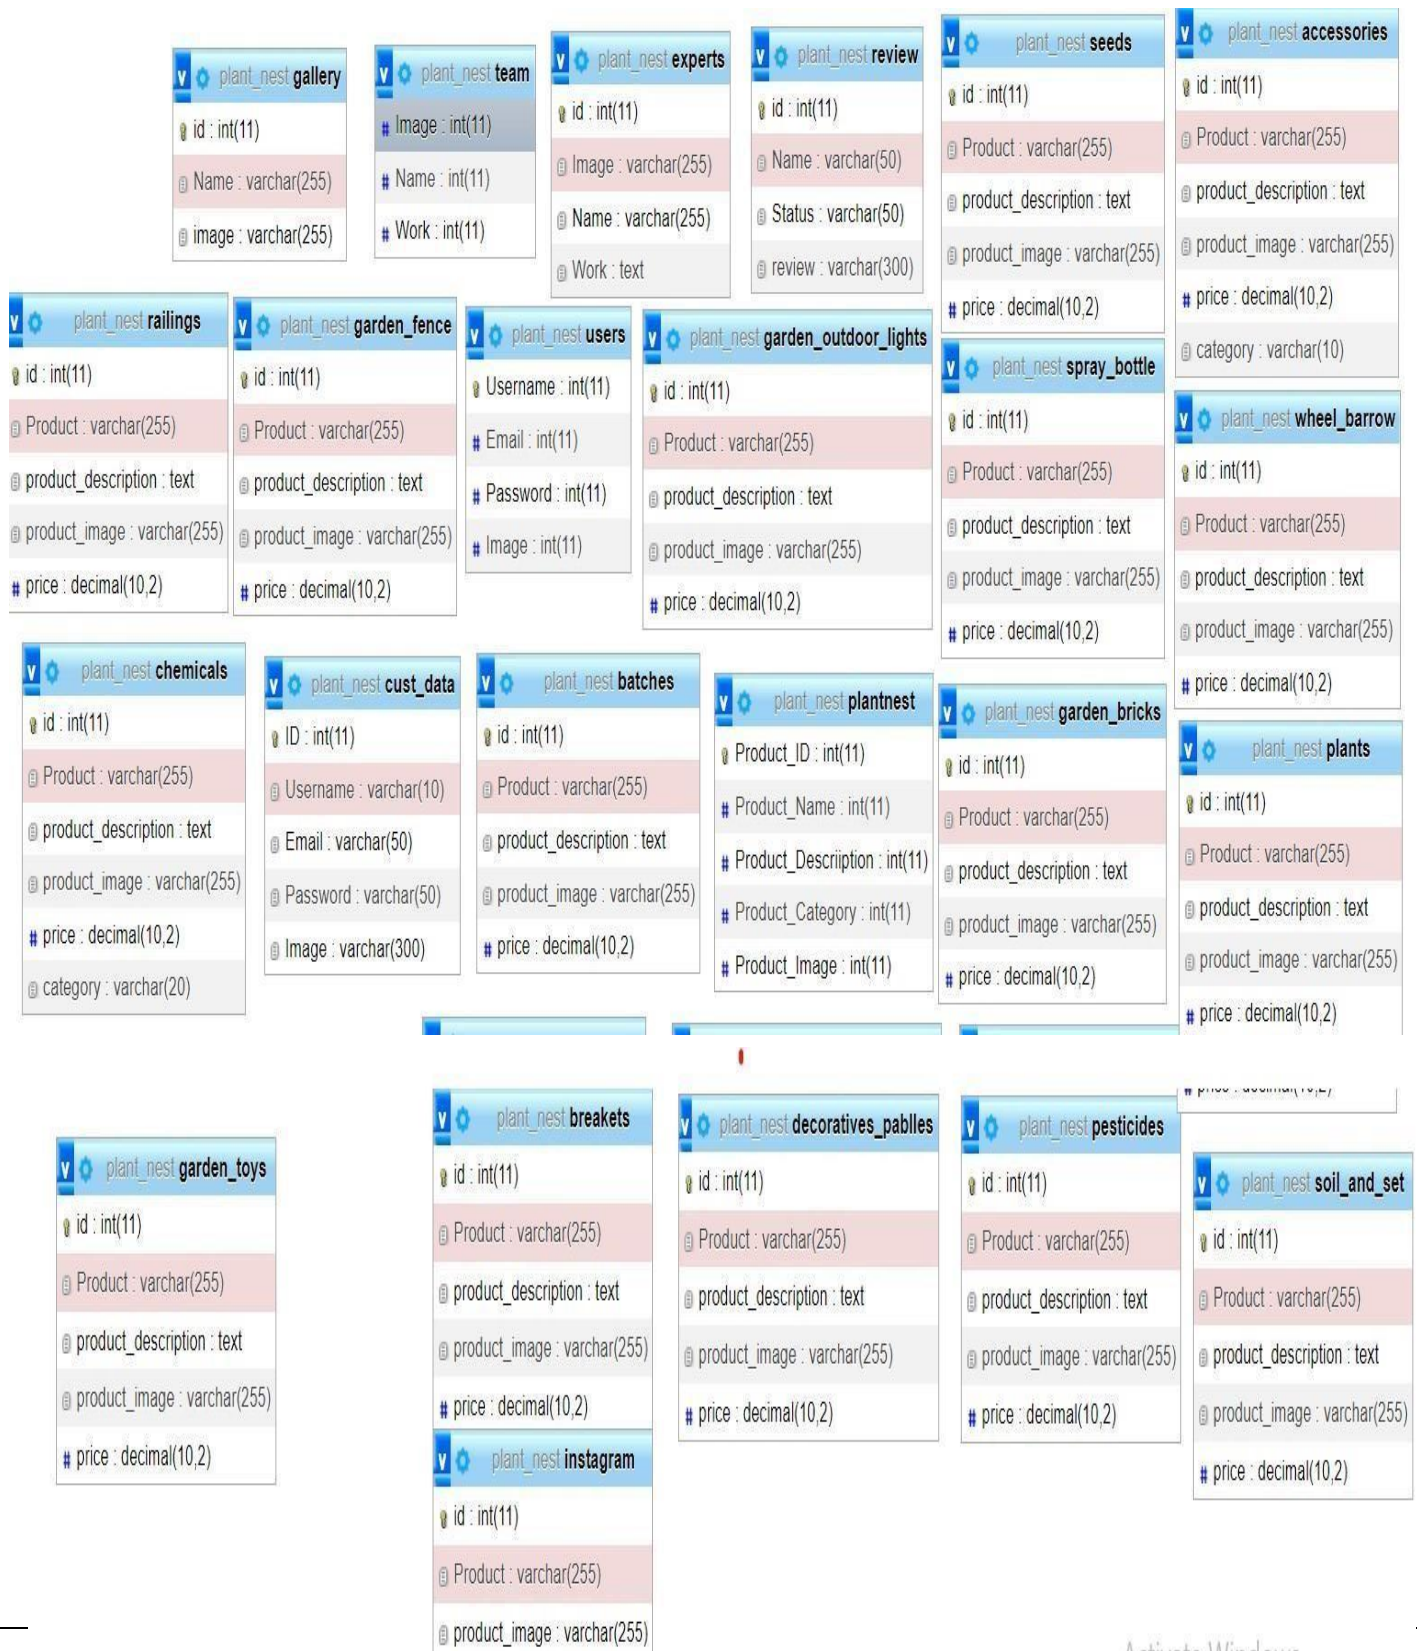 plant_nest gallery
id : int(11)
Name : varchar(255)
image : varchar(255)
plant_nest team
Image : int(11)
Name : int(11)
Work : int(11)
plant_nest experts
id : int(11)
Image : varchar(255)
Name : varchar(255)
Work : text
plant_nest review
id : int(11)
Name : varchar(50)
Status : varchar(50)
review : varchar(300)
plant_nest seeds
id : int(11)
Product : varchar(255)
product_description : text
product_image : varchar(255)
price : decimal(10,2)
plant_nest accessories
id : int(11)
Product : varchar(255)
product_description : text
product_image : varchar(255)
price : decimal(10,2)
category : varchar(10)
plant_nest railings
id : int(11)
Product : varchar(255)
product_description : text
product_image : varchar(255)
price : decimal(10,2)
plant_nest garden_fence
id : int(11)
Product : varchar(255)
product_description : text
product_image : varchar(255)
price : decimal(10,2)
plant_nest users
Username : int(11)
Email : int(11)
Password : int(11)
Image : int(11)
plant_nest garden_outdoor_lights
id : int(11)
Product : varchar(255)
product_description : text
product_image : varchar(255)
price : decimal(10,2)
plant_nest spray_bottle
id : int(11)
Product : varchar(255)
product_description : text
product_image : varchar(255)
price : decimal(10,2)
plant_nest wheel_barrow
id : int(11)
Product : varchar(255)
product_description : text
product_image : varchar(255)
price : decimal(10,2)
plant_nest chemicals
id : int(11)
Product : varchar(255)
product_description : text
product_image : varchar(255)
price : decimal(10,2)
category : varchar(20)
plant_nest cust_data
ID : int(11)
Username : varchar(10)
Email : varchar(50)
Password : varchar(50)
Image : varchar(300)
plant_nest batches
id : int(11)
Product : varchar(255)
product_description : text
product_image : varchar(255)
price : decimal(10,2)
plant_nest plantnest
Product_ID : int(11)
Product_Name : int(11)
Product_Descriiption : int(11)
Product_Category : int(11)
Product_Image : int(11)
plant_nest garden_bricks
id : int(11)
Product : varchar(255)
product_description : text
product_image : varchar(255)
price : decimal(10,2)
plant_nest plants
id : int(11)
Product : varchar(255)
product_description : text
product_image : varchar(255)
price : decimal(10,2)
price : decimal(10,2)
plant_nest garden_toys
id : int(11)
Product : varchar(255)
product_description : text
product_image : varchar(255)
price : decimal(10,2)
plant_nest breakets
id : int(11)
Product : varchar(255)
product_description : text
product_image : varchar(255)
price : decimal(10,2)
plant_nest decoratives_pablles
id : int(11)
Product : varchar(255)
product_description : text
product_image : varchar(255)
price : decimal(10,2)
plant_nest pesticides
id : int(11)
Product : varchar(255)
product_description : text
product_image : varchar(255)
price : decimal(10,2)
plant_nest soil_and_set
id : int(11)
Product : varchar(255)
product_description : text
product_image : varchar(255)
price : decimal(10,2)
plant_nest instagram
id : int(11)
Product : varchar(255)
product_image : varchar(255)
Activate Windows